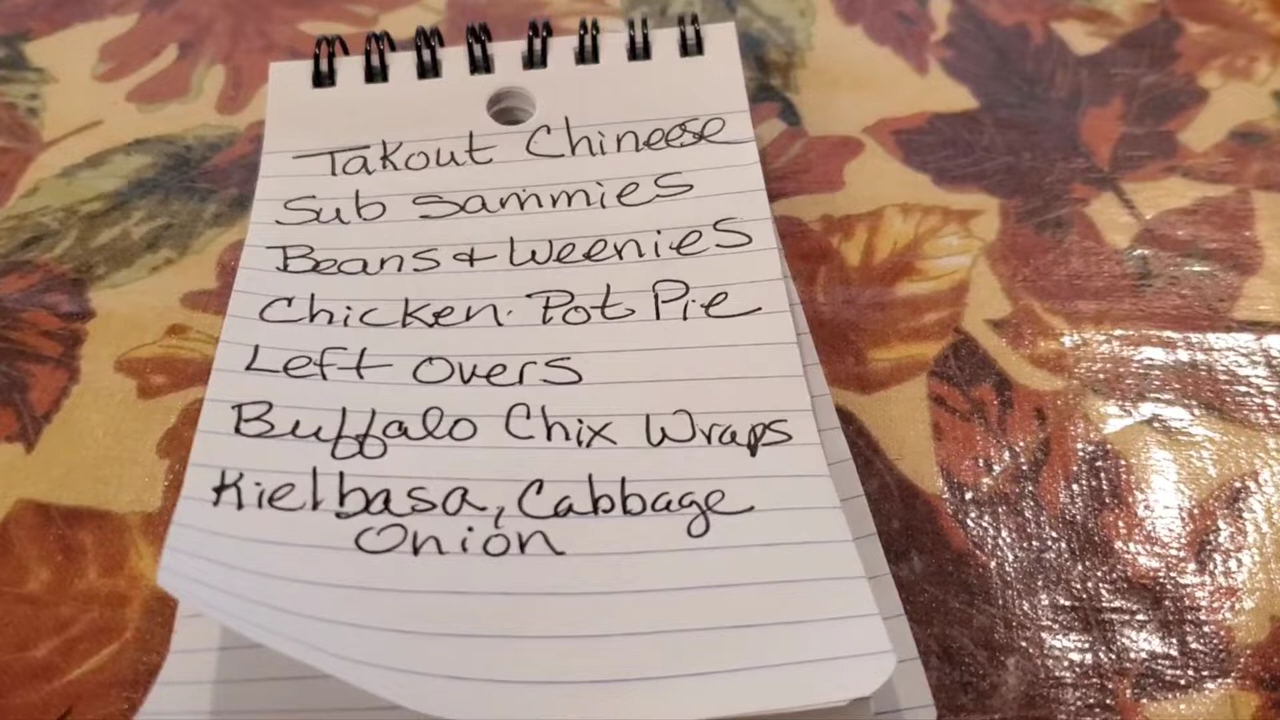 Takout Chineese
Sub Sammies
Beans & Weenies
Chicken Pot Pie
Left Overs
Buffalo Chix Wraps
Kielbasa, Cabbage
Onion